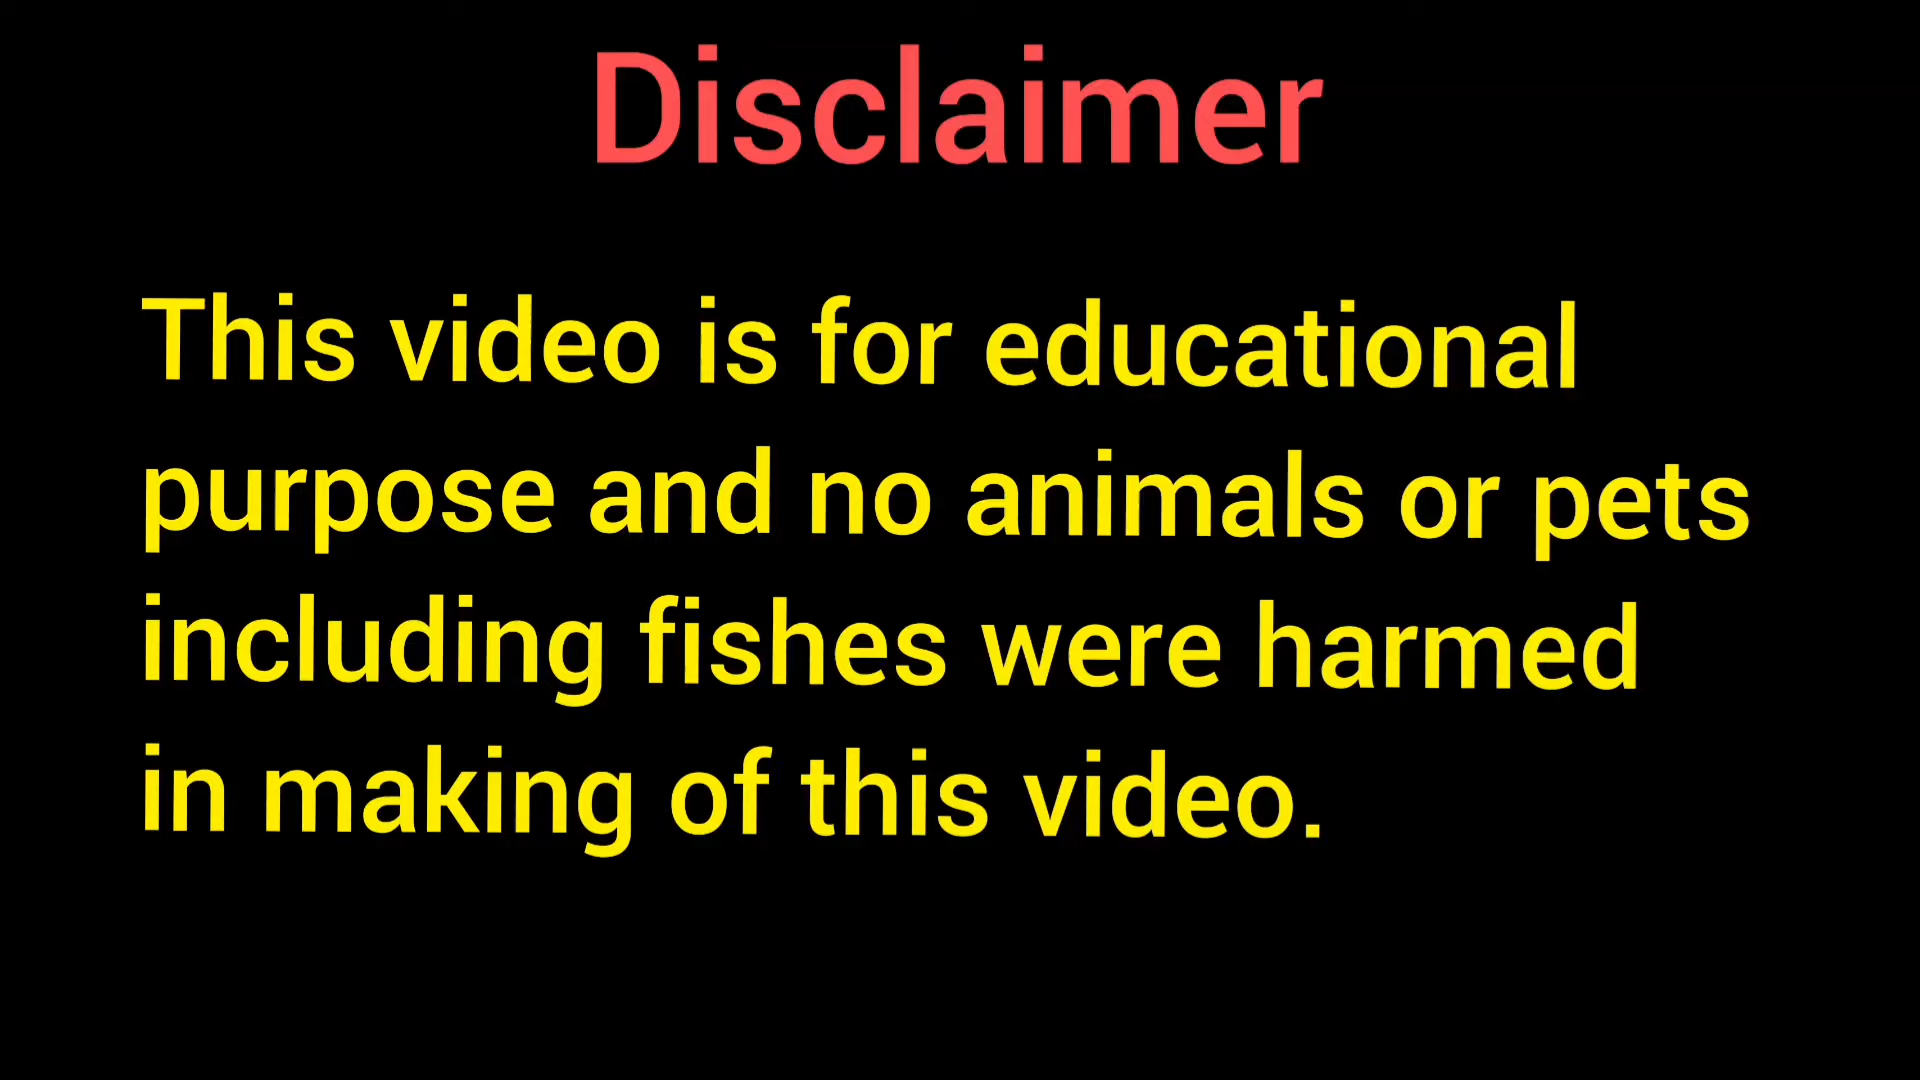 Disclaimer
This video is for educational
purpose and no animals or pets
including fishes were harmed
in making of this video.